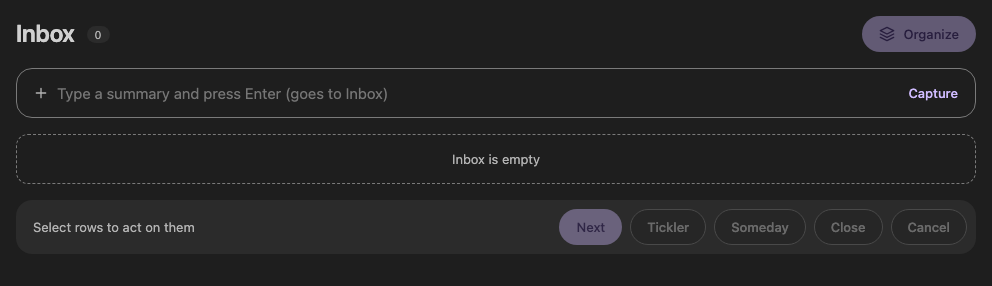 Inbox 0 Organize
Type a summary and press Enter (goes to Inbox) Capture
Inbox is empty
Select rows to act on them Next Tickler Someday Close Cancel